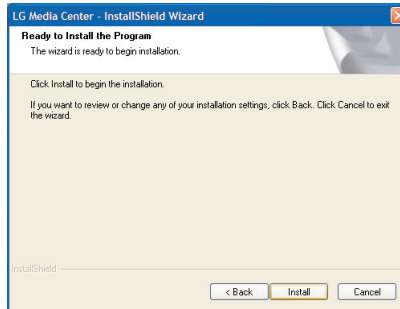 LG Media Center - InstallShield Wizard
Ready to Install the Program
The wizard is ready to begin installation.
Click Install to begin the installation.
If you want to review or change any of your installation settings, click Back. Click Cancel to exit
the wizard.
InstallShield
< Back Install Cancel